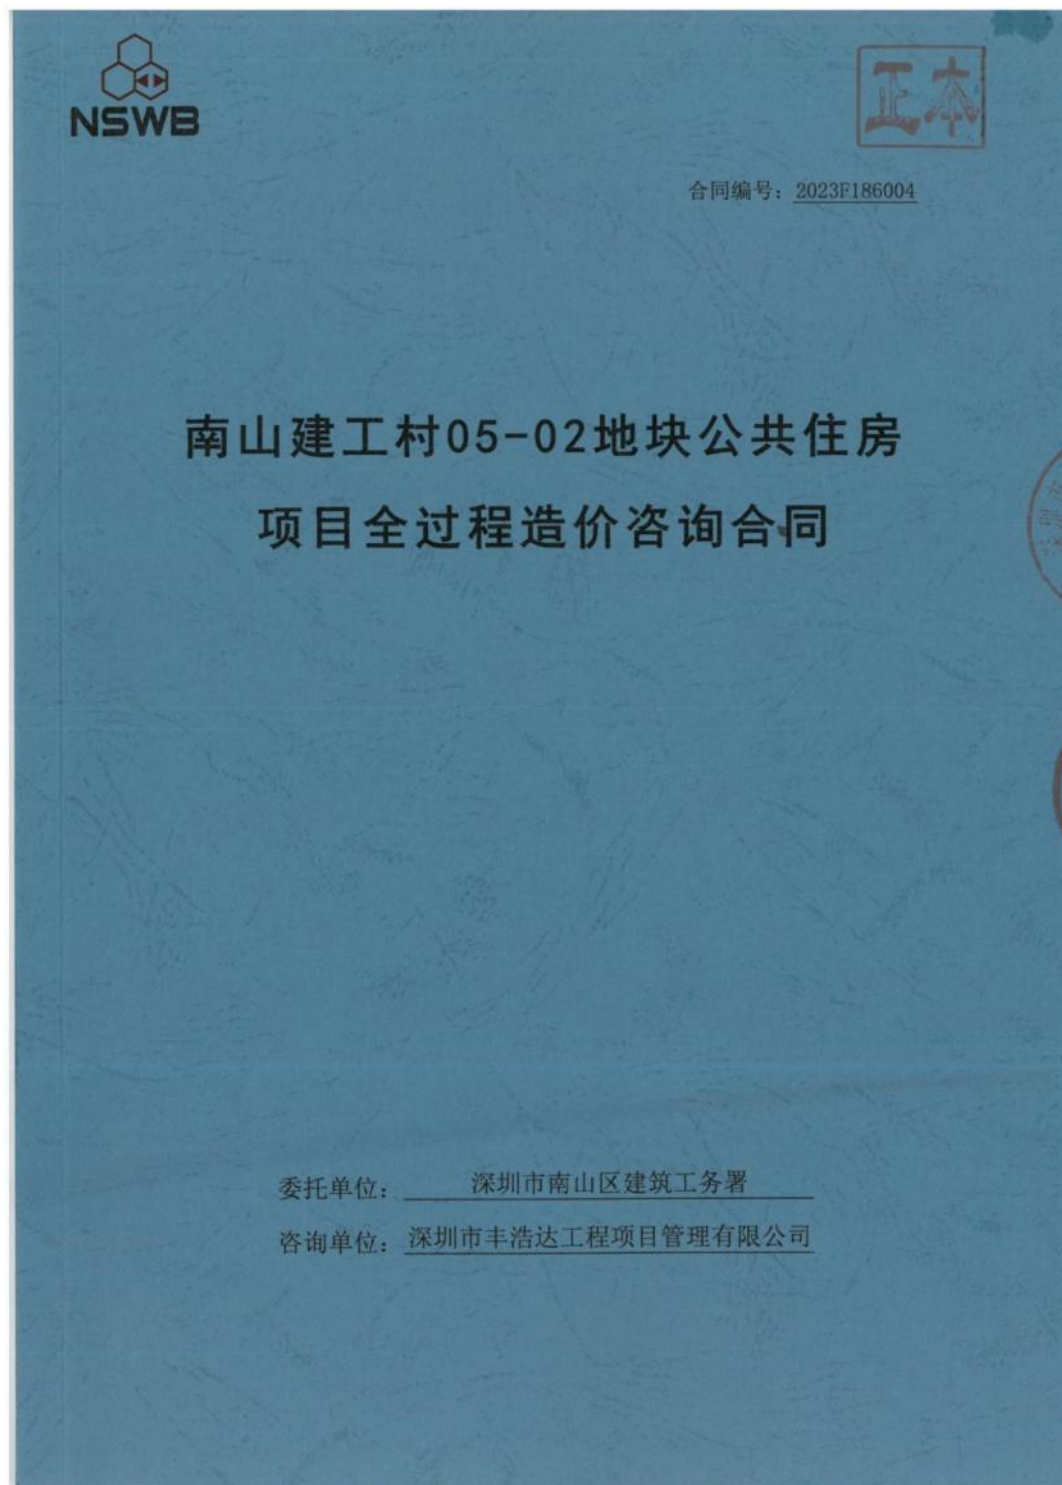 NSWB
正本
合同编号：2023F186004
南山建工村05-02地块公共住房
项目全过程造价咨询合同
委托单位：深圳市南山区建筑工务署
咨询单位：深圳市丰浩达工程项目管理有限公司